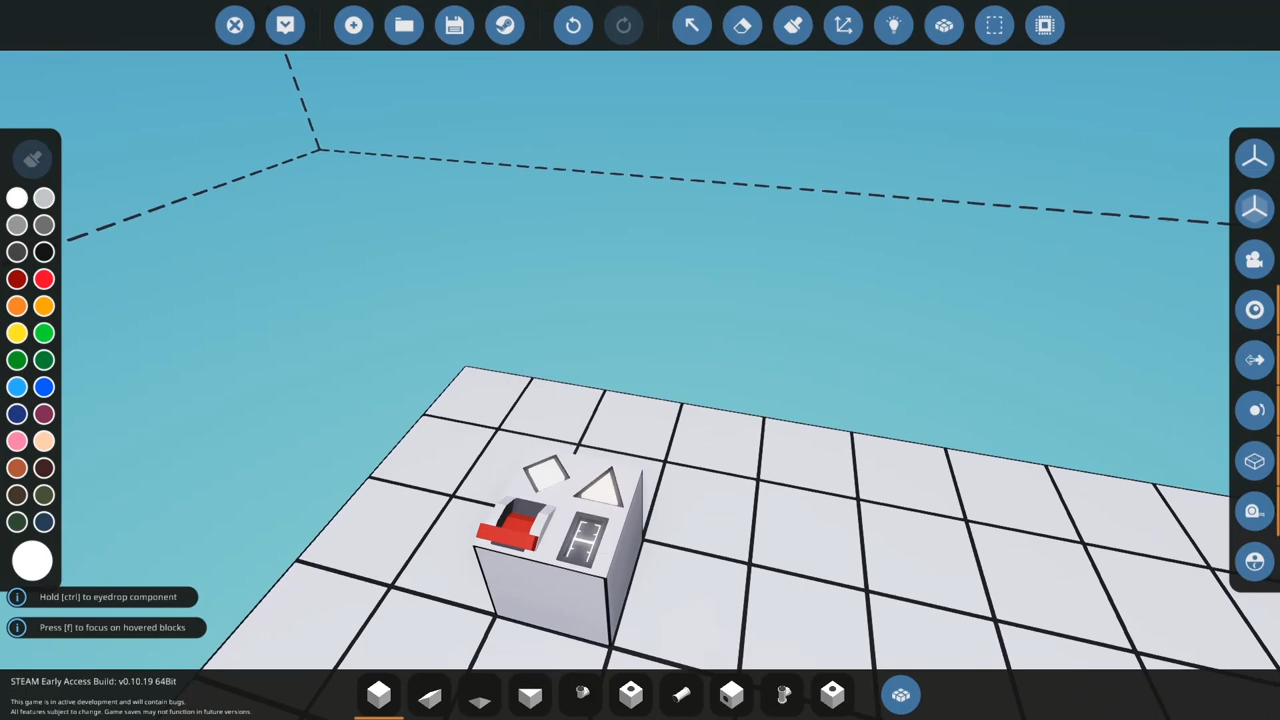 Hold [ctrl] to eyedrop component
Press [f] to focus on hovered blocks
STEAM Early Access Build: v0.10.19 64Bit
This game is in active development and will contain bugs.
All features subject to change. Game saves may not function in future versions.